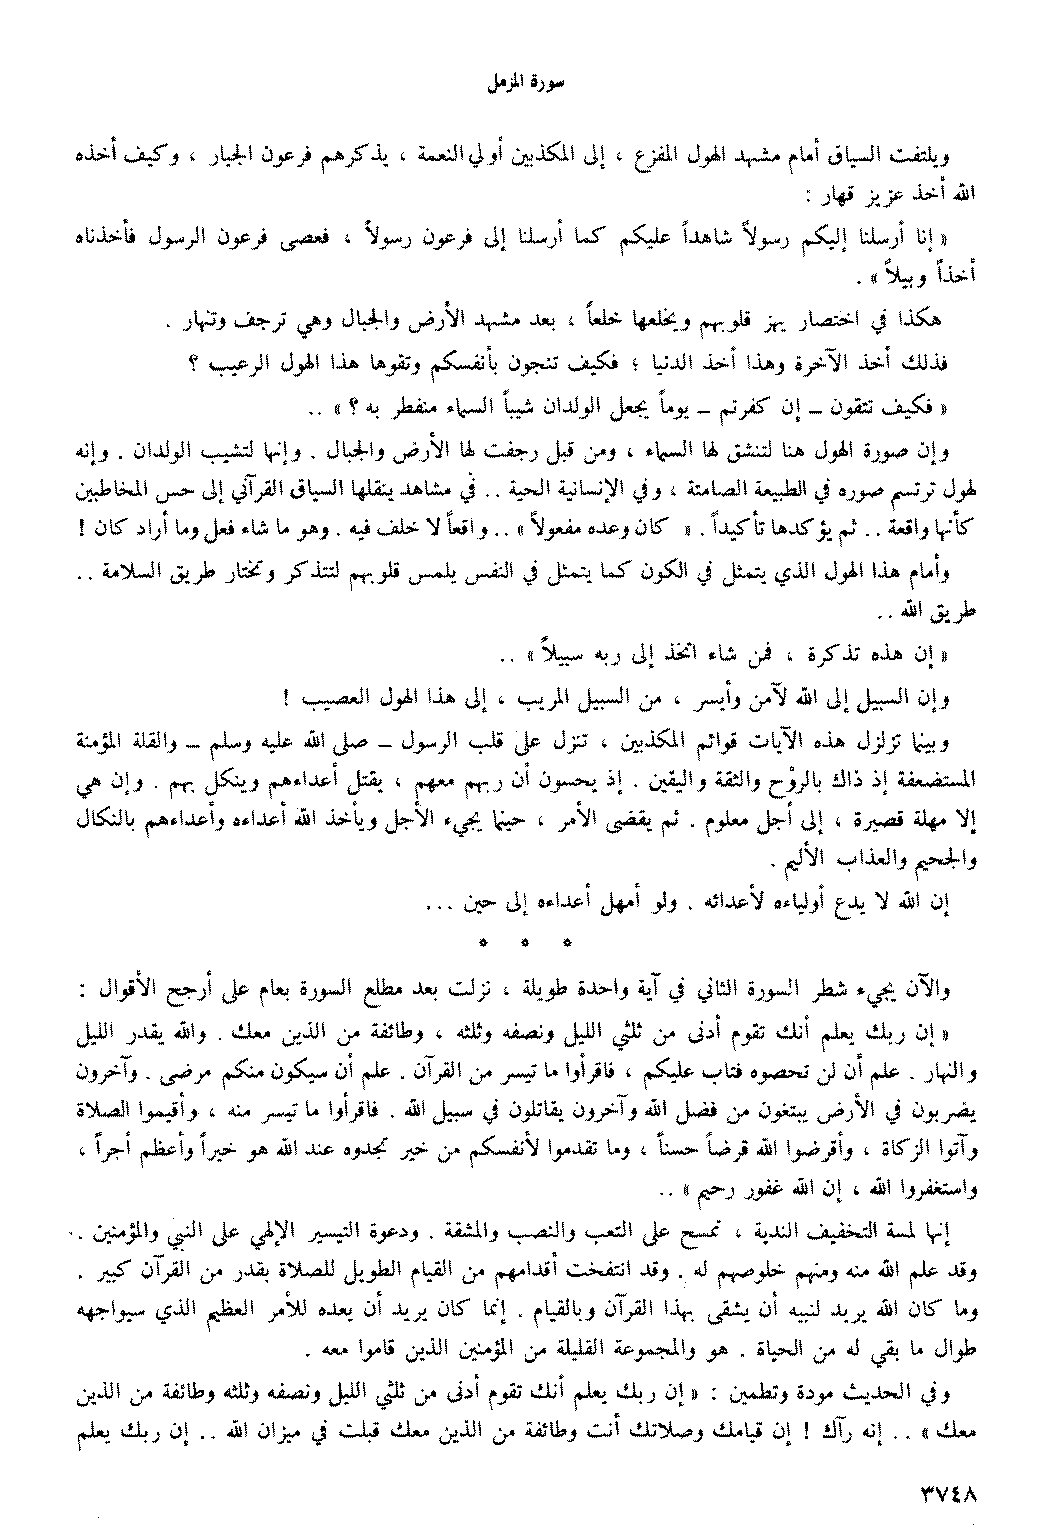 سورة المزمل
ويلتفت السياق أمام مشهد الهول المفزع ، إلى المكذبين أولي النعمة ، يذكرهم فرعون الجبار ، وكيف أخذه
الله أخذ عزيز قهار :
« إنا أرسلنا إليكم رسولاً شاهداً عليكم كما أرسلنا إلى فرعون رسولاً ، فعصى فرعون الرسول فأخذناه
أخذاً وبيلاً » .
هكذا في اختصار يهز قلوبهم ويخلعها خلعاً ، بعد مشهد الأرض والجبال وهي ترجف وتنهار .
فذلك أخذ الآخرة وهذا أخذ الدنيا ؛ فكيف تنجون بأنفسكم وتقوها هذا الهول الرعيب ؟
« فكيف تتقون – إن كفرتم – يوماً يجعل الولدان شيباً السماء منفطر به ؟ » ..
وإن صورة الهول هنا لتنشق لها السماء ، ومن قبل رجفت لها الأرض والجبال . وإنها لتشيب الولدان . وإنه
لهول ترتسم صوره في الطبيعة الصامتة ، وفي الإنسانية الحية .. في مشاهد ينقلها السياق القرآني إلى حس المخاطبين
كأنها واقعة .. ثم يؤكدها تأكيداً . « كان وعده مفعولاً » .. واقعاً لا خلف فيه . وهو ما شاء فعل وما أراد كان !
وأمام هذا الهول الذي يتمثل في الكون كما يتمثل في النفس يلمس قلوبهم لتتذكر وتختار طريق السلامة ..
طريق الله ..
« إن هذه تذكرة ، فمن شاء اتخذ إلى ربه سبيلاً » ..
وإن السبيل إلى الله لآمن وأيسر ، من السبيل المريب ، إلى هذا الهول العصيب !
وبينما تزلزل هذه الآيات قوائم المكذبين ، تنزل على قلب الرسول – صلى الله عليه وسلم – والقلة المؤمنة
المستضعفة إذ ذاك بالروْح والثقة واليقين . إذ يحسون أن ربهم معهم ، يقتل أعداءهم وينكل بهم . وإن هي
إلا مهلة قصيرة ، إلى أجل معلوم . ثم يقضى الأمر ، حينما يجيء الأجل ويأخذ الله أعداءه وأعداءهم بالنكال
والجحيم والعذاب الأليم .
إن الله لا يدع أولياءه لأعدائه . ولو أمهل أعداءه إلى حين ...
* * *
والآن يجيء شطر السورة الثاني في آية واحدة طويلة ، نزلت بعد مطلع السورة بعام على أرجح الأقوال :
« إن ربك يعلم أنك تقوم أدنى من ثلثي الليل ونصفه وثلثه ، وطائفة من الذين معك . والله يقدر الليل
والنهار . علم أن لن تحصوه فتاب عليكم ، فاقرأوا ما تيسر من القرآن . علم أن سيكون منكم مرضى . وآخرون
يضربون في الأرض يبتغون من فضل الله وآخرون يقاتلون في سبيل الله . فاقرأوا ما تيسر منه ، وأقيموا الصلاة
وآتوا الزكاة ، وأقرضوا الله قرضاً حسناً ، وما تقدموا لأنفسكم من خير تجدوه عند الله هو خيراً وأعظم أجراً ،
واستغفروا الله ، إن الله غفور رحيم » ..
إنها لمسة التخفيف الندية ، تمسح على التعب والنصب والمشقة . ودعوة التيسير الإلهي على النبي والمؤمنين .
وقد علم الله منه ومنهم خلوصهم له . وقد انتفخت أقدامهم من القيام الطويل للصلاة بقدر من القرآن كبير .
وما كان الله يريد لنبيه أن يشقى بهذا القرآن وبالقيام . إنما كان يريد أن يعده للأمر العظيم الذي سيواجهه
طوال ما بقي له من الحياة . هو والمجموعة القليلة من المؤمنين الذين قاموا معه .
وفي الحديث مودة وتطمين : « إن ربك يعلم أنك تقوم أدنى من ثلثي الليل ونصفه وثلثه وطائفة من الذين
معك » .. إنه رآك ! إن قيامك وصلاتك أنت وطائفة من الذين معك قبلت في ميزان الله .. إن ربك يعلم
٣٧٤٨